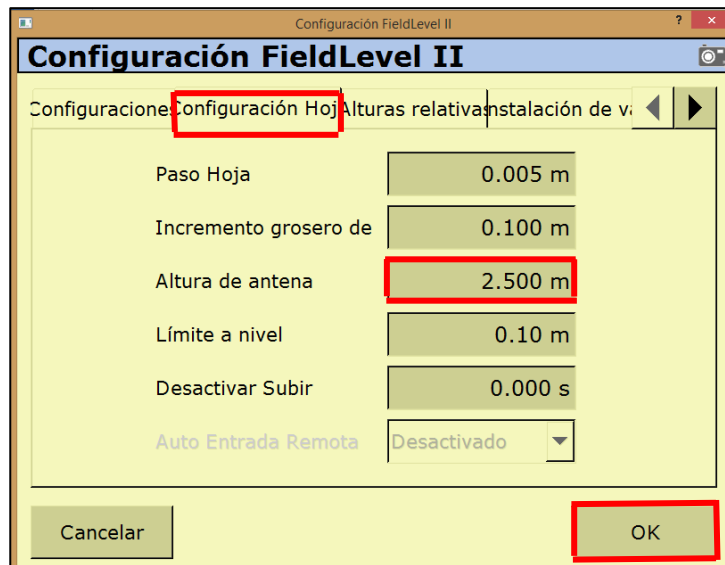 Configuración FieldLevel II
?
×
Configuración FieldLevel II
Configuraciones Configuración Hoj Alturas relativas nstalación de vá
Paso Hoja 0.005 m
Incremento grosero de 0.100 m
Altura de antena 2.500 m
Límite a nivel 0.10 m
Desactivar Subir 0.000 s
Auto Entrada Remota Desactivado
Cancelar OK